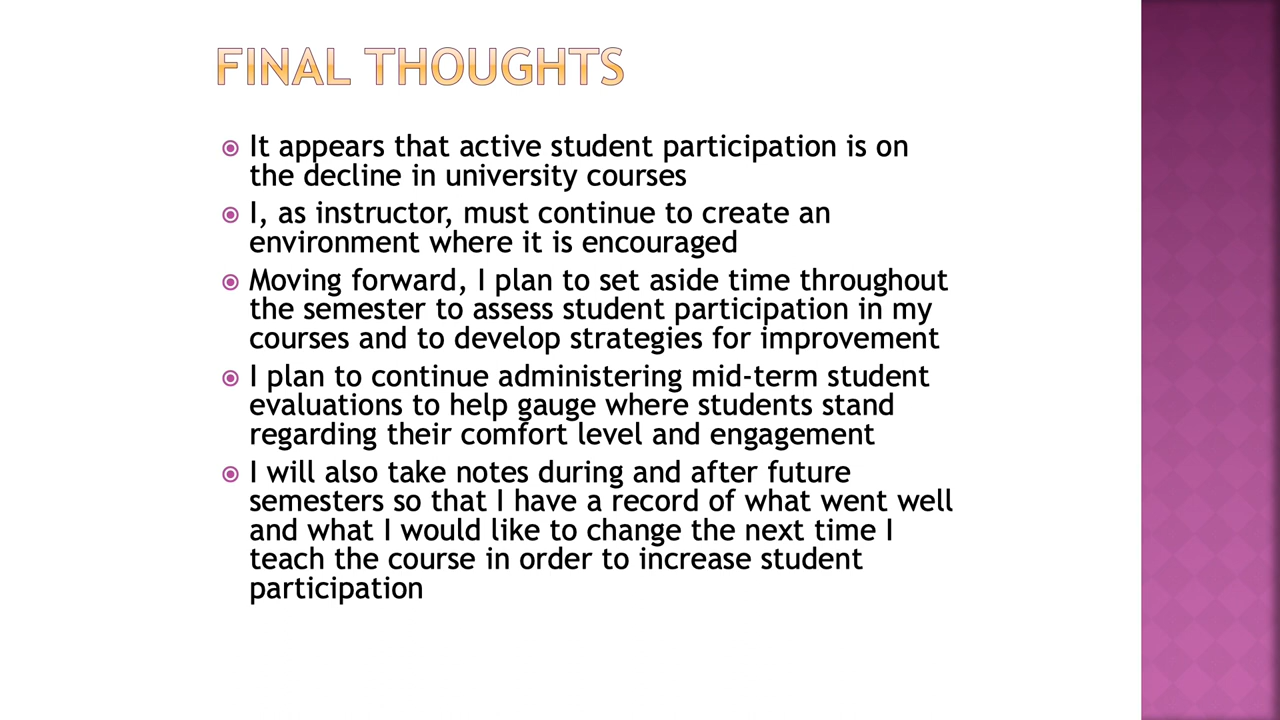 FINAL THOUGHTS
It appears that active student participation is on
the decline in university courses
I, as instructor, must continue to create an
environment where it is encouraged
Moving forward, I plan to set aside time throughout
the semester to assess student participation in my
courses and to develop strategies for improvement
I plan to continue administering mid-term student
evaluations to help gauge where students stand
regarding their comfort level and engagement
I will also take notes during and after future
semesters so that I have a record of what went well
and what I would like to change the next time I
teach the course in order to increase student
participation